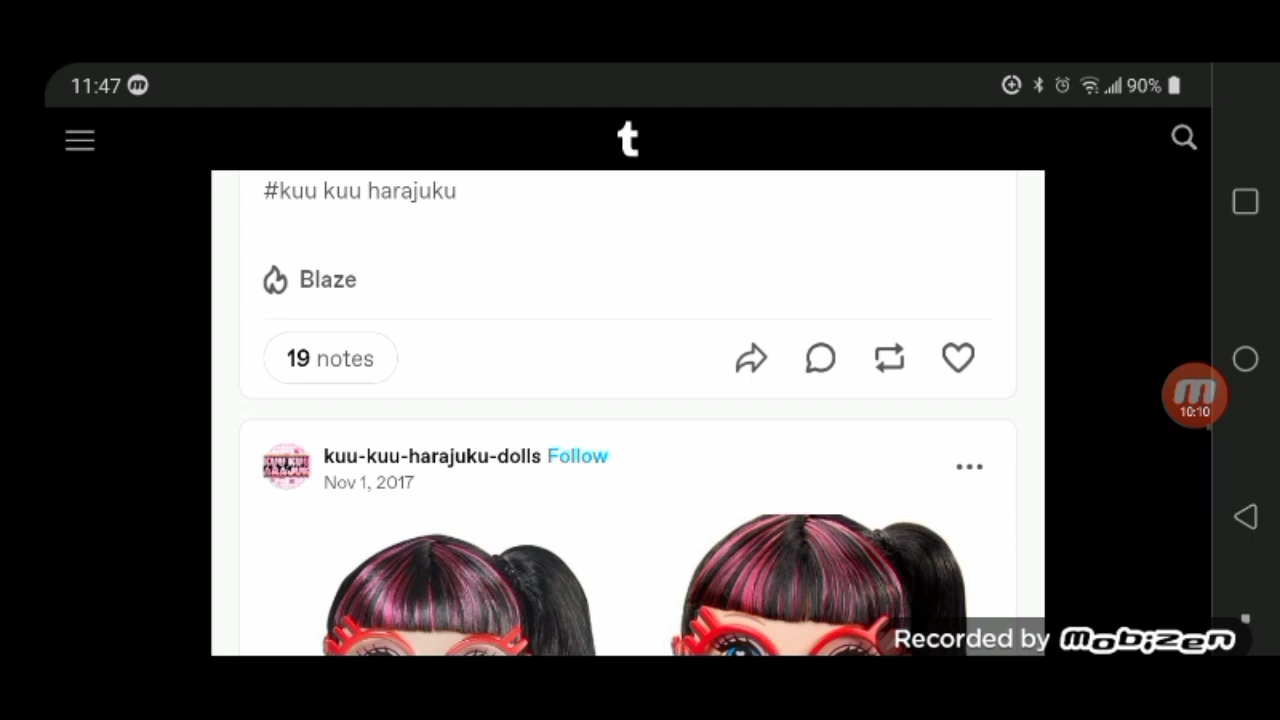 11:47
90%
t
#kuu kuu harajuku
Blaze
19 notes
10:10
kuu-kuu-harajuku-dolls Follow
Nov 1, 2017
Recorded by mobizen